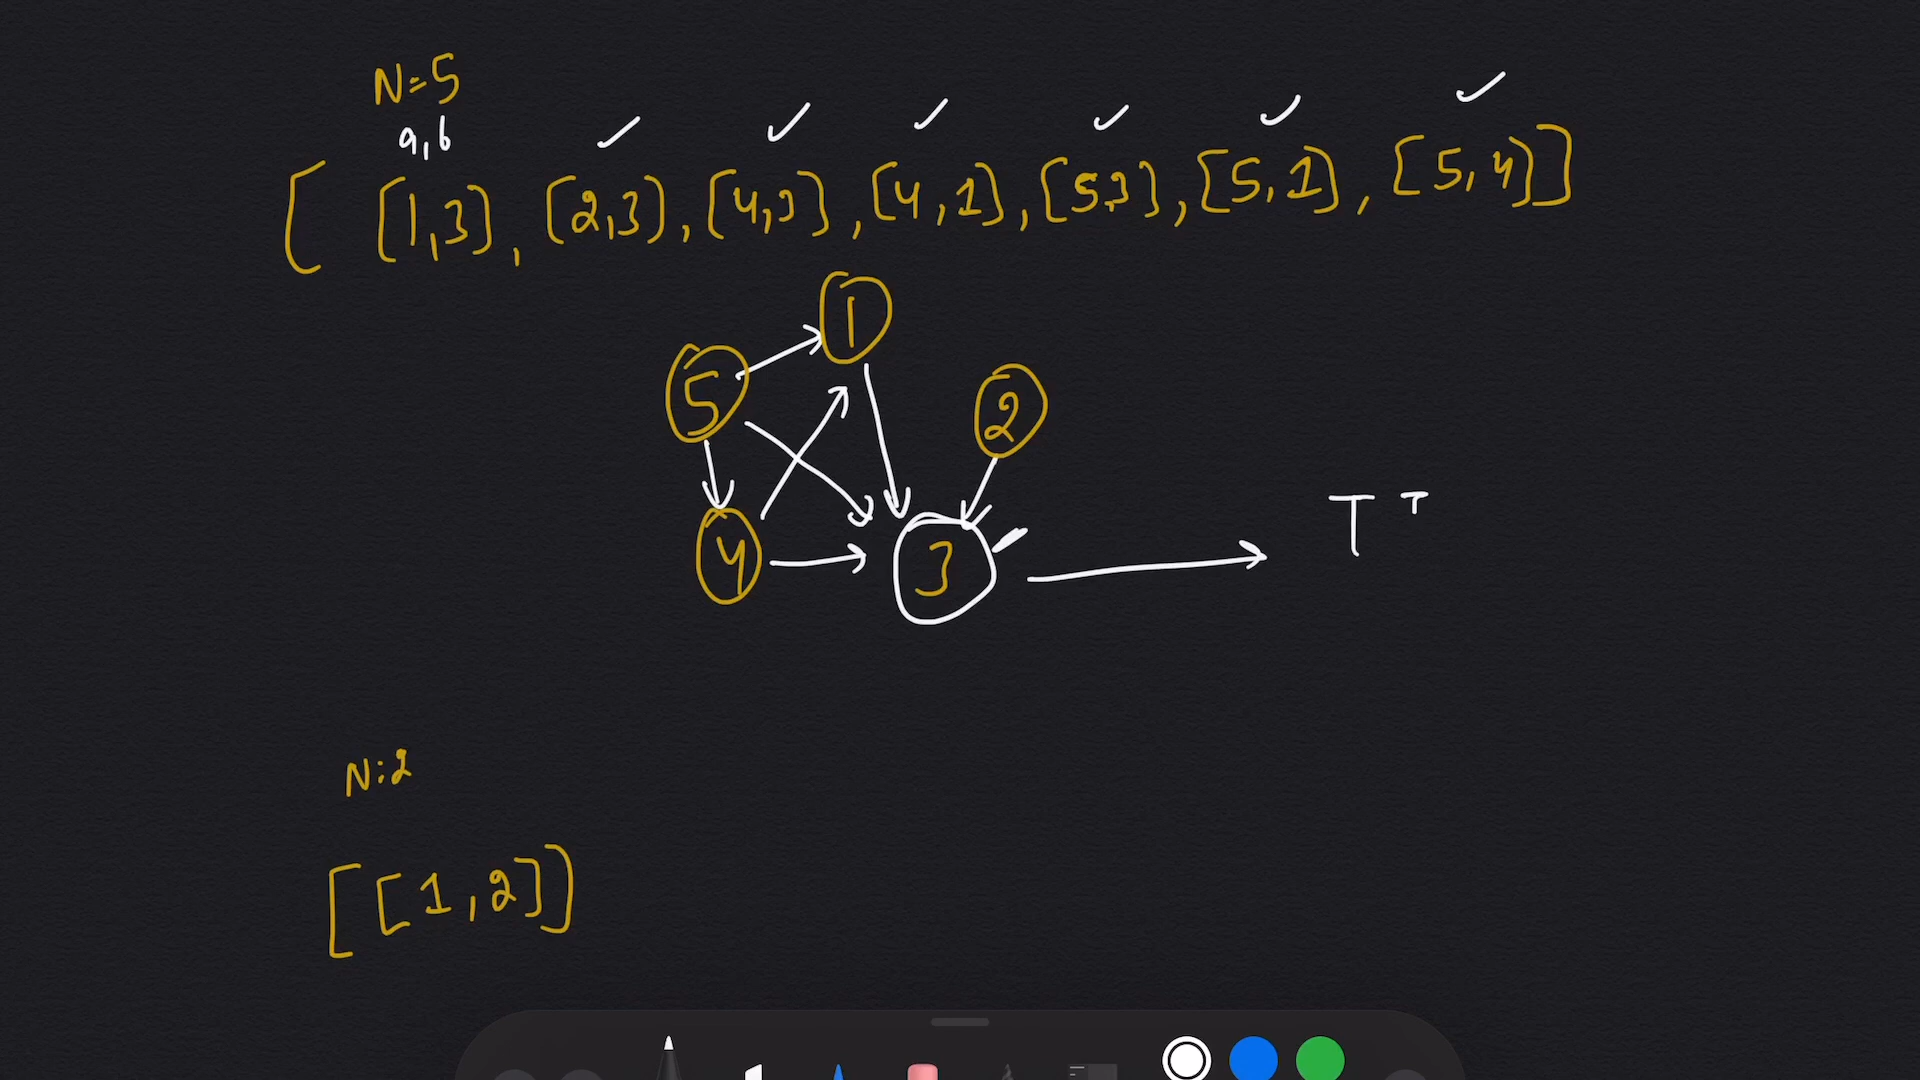 N=5
a,b
[ [1,3], [2,3], [4,3], [4,1], [5,3], [5,1], [5,4]]
1
5
2
4
3
T T
N:2
[[1,2]]